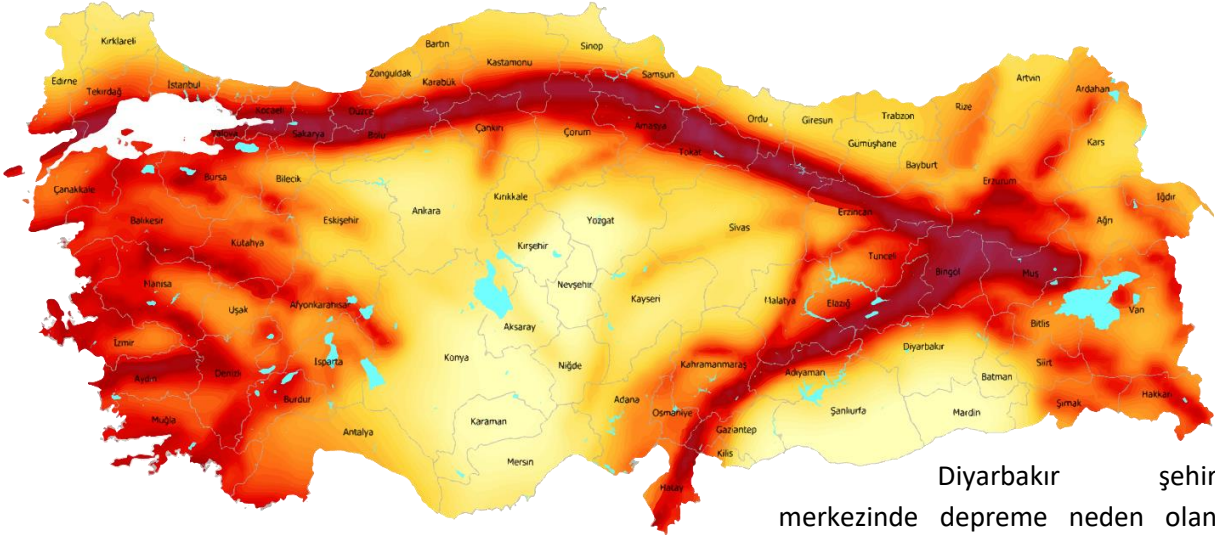 Kırklareli
Edirne
Tekirdağ
İstanbul
Kocaeli
Yalova
Sakarya
Düzce
Bolu
Zonguldak
Bartın
Karabük
Kastamonu
Sinop
Samsun
Çankırı
Çorum
Amasya
Tokat
Ordu
Giresun
Trabzon
Gümüşhane
Bayburt
Rize
Artvin
Ardahan
Kars
Erzurum
Erzincan
Iğdır
Ağrı
Çanakkale
Balıkesir
Bursa
Bilecik
Eskişehir
Kutahya
Ankara
Kırıkkale
Yozgat
Kırşehir
Sivas
Nevşehir
Kayseri
Tunceli
Bingöl
Muş
Manisa
Uşak
Afyonkarahisar
Malatya
Elazığ
Van
Bitlis
İzmir
Aydın
Denizli
Isparta
Burdur
Konya
Aksaray
Niğde
Kahramanmaraş
Adıyaman
Diyarbakır
Batman
Siirt
Muğla
Antalya
Karaman
Mersin
Adana
Osmaniye
Gaziantep
Kilis
Hatay
Şanlıurfa
Mardin
Şırnak
Hakkari
Diyarbakır şehir
merkezinde depreme neden olan